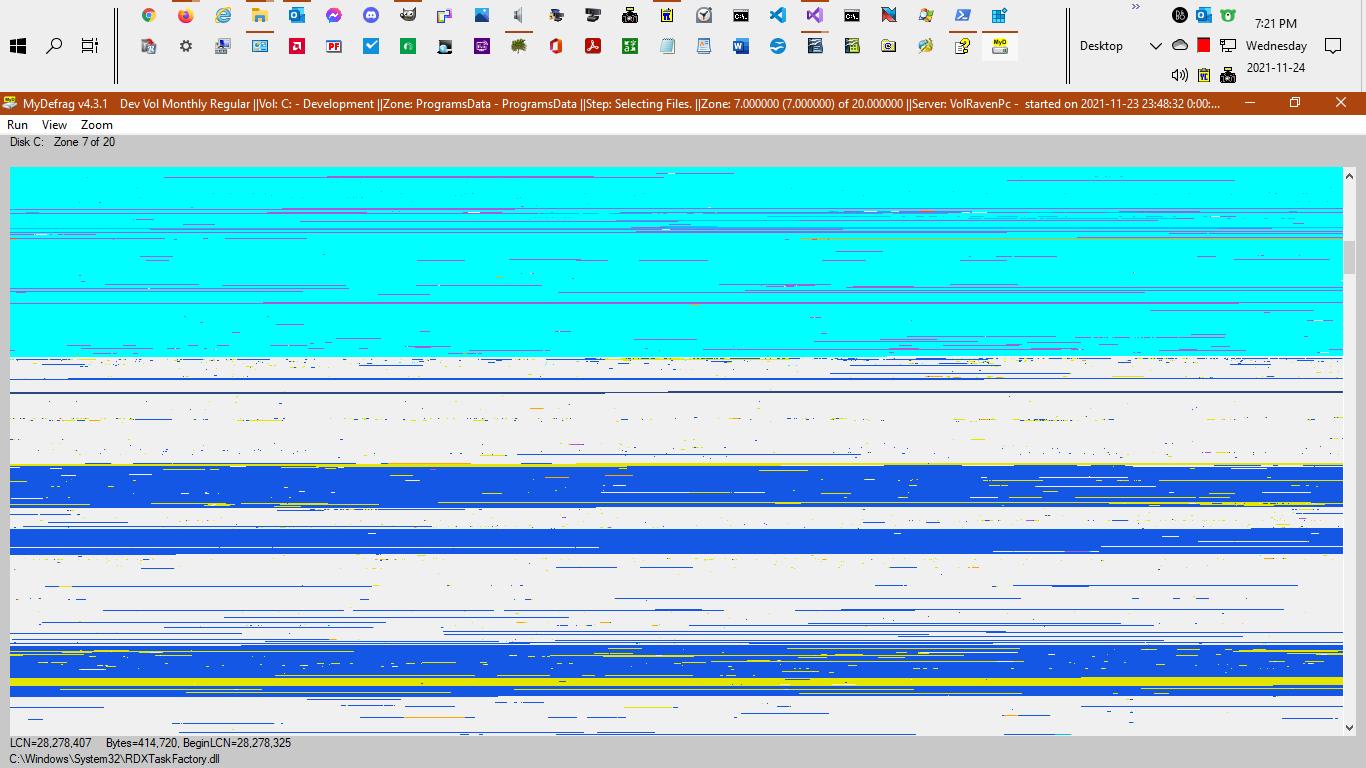 7:21 PM
Desktop
Wednesday
2021-11-24
MyDefrag v4.3.1 Dev Vol Monthly Regular ||Vol: C: - Development ||Zone: ProgramsData - ProgramsData ||Step: Selecting Files. ||Zone: 7.000000 (7.000000) of 20.000000 ||Server: VolRavenPc - started on 2021-11-23 23:48:32 0:00:...
Run View Zoom
Disk C: Zone 7 of 20
LCN=28,278,407 Bytes=414,720, BeginLCN=28,278,325
C:\Windows\System32\RDXTaskFactory.dll